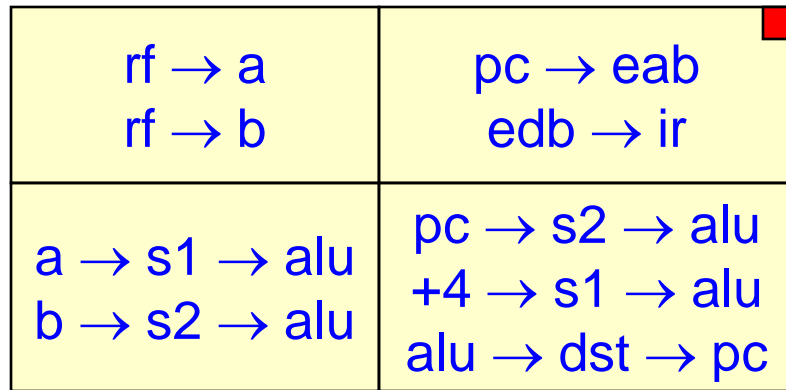 rf → a
rf → b
pc → eab
edb → ir
a → s1 → alu
b → s2 → alu
pc → s2 → alu
+4 → s1 → alu
alu → dst → pc